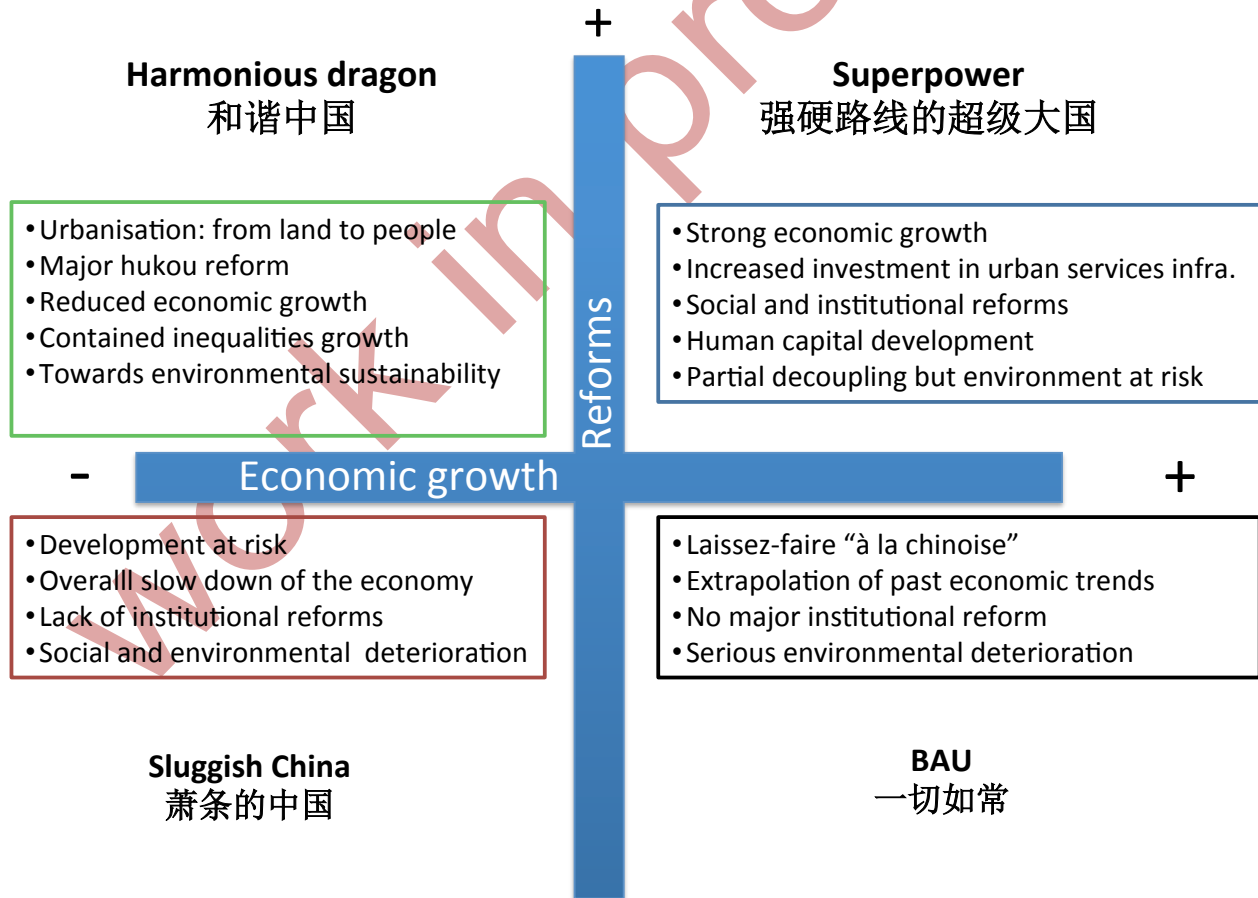 +
Harmonious dragon
和谐中国
Superpower
强硬路线的超级大国
•Urbanisation: from land to people
•Major hukou reform
•Reduced economic growth
•Contained inequalities growth
•Towards environmental sustainability
•Strong economic growth
•Increased investment in urban services infra.
•Social and institutional reforms
•Human capital development
•Partial decoupling but environment at risk
Reforms
-
Economic growth
+
•Development at risk
•Overalll slow down of the economy
•Lack of institutional reforms
•Social and environmental deterioration
•Laissez-faire “à la chinoise”
•Extrapolation of past economic trends
•No major institutional reform
•Serious environmental deterioration
Sluggish China
萧条的中国
BAU
一切如常
work in pro